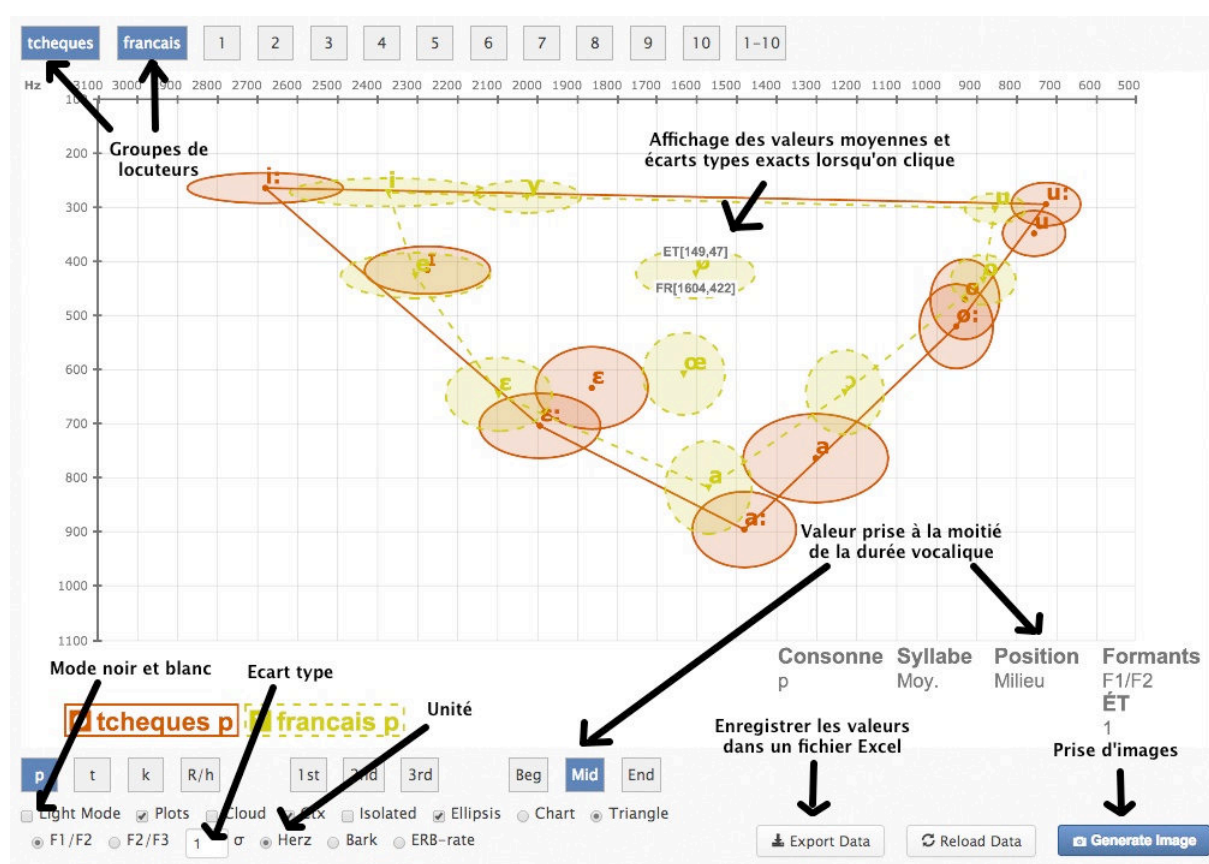 tcheques francais 1 2 3 4 5 6 7 8 9 10 1-10
Hz 3100 3000 2900 2800 2700 2600 2500 2400 2300 2200 2100 2000 1900 1800 1700 1600 1500 1400 1300 1200 1100 1000 900 800 700 600 500
100
Affichage des valeurs moyennes et
écarts types exacts lorsqu'on clique
Groupes de
locuteurs
200
i: i y u u:
300
u
ET[149,47]
400
e ɪ ø o
FR[1604,422]
o
500
ø:
600
œ
ɛ ɛ ɔ
700
ɛ:
a
800
a
900
a:
Valeur prise à la moitié
de la durée vocalique
1000
1100
Mode noir et blanc
Ecart type
Unité
Consonne Syllabe Position Formants
p Moy. Milieu F1/F2
ÉT
1
tcheques p francais p
Enregistrer les valeurs
dans un fichier Excel
Prise d'images
p t k R/h 1st 2nd 3rd Beg Mid End
Light Mode Plots Cloud Ctx Isolated Ellipsis Chart Triangle
F1/F2 F2/F3 1 σ Herz Bark ERB-rate
Export Data Reload Data Generate Image